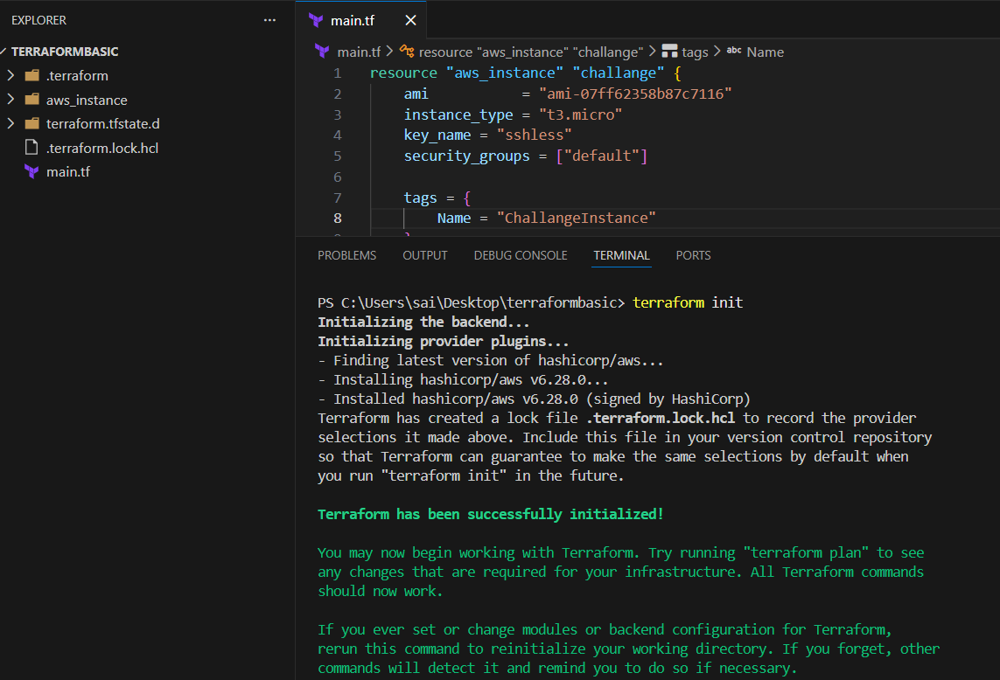 EXPLORER
TERRAFORMBASIC
.terraform
aws_instance
terraform.tfstate.d
.terraform.lock.hcl
main.tf
main.tf
main.tf > resource "aws_instance" "challange" > tags > abc Name
1 resource "aws_instance" "challange" {
2 ami = "ami-07ff62358b87c7116"
3 instance_type = "t3.micro"
4 key_name = "sshless"
5 security_groups = ["default"]
6
7 tags = {
8 Name = "ChallangeInstance"
9 }
PROBLEMS OUTPUT DEBUG CONSOLE TERMINAL PORTS
PS C:\Users\sai\Desktop\terraformbasic> terraform init
Initializing the backend...
Initializing provider plugins...
- Finding latest version of hashicorp/aws...
- Installing hashicorp/aws v6.28.0...
- Installed hashicorp/aws v6.28.0 (signed by HashiCorp)
Terraform has created a lock file .terraform.lock.hcl to record the provider
selections it made above. Include this file in your version control repository
so that Terraform can guarantee to make the same selections by default when
you run "terraform init" in the future.
Terraform has been successfully initialized!
You may now begin working with Terraform. Try running "terraform plan" to see
any changes that are required for your infrastructure. All Terraform commands
should now work.
If you ever set or change modules or backend configuration for Terraform,
rerun this command to reinitialize your working directory. If you forget, other
commands will detect it and remind you to do so if necessary.